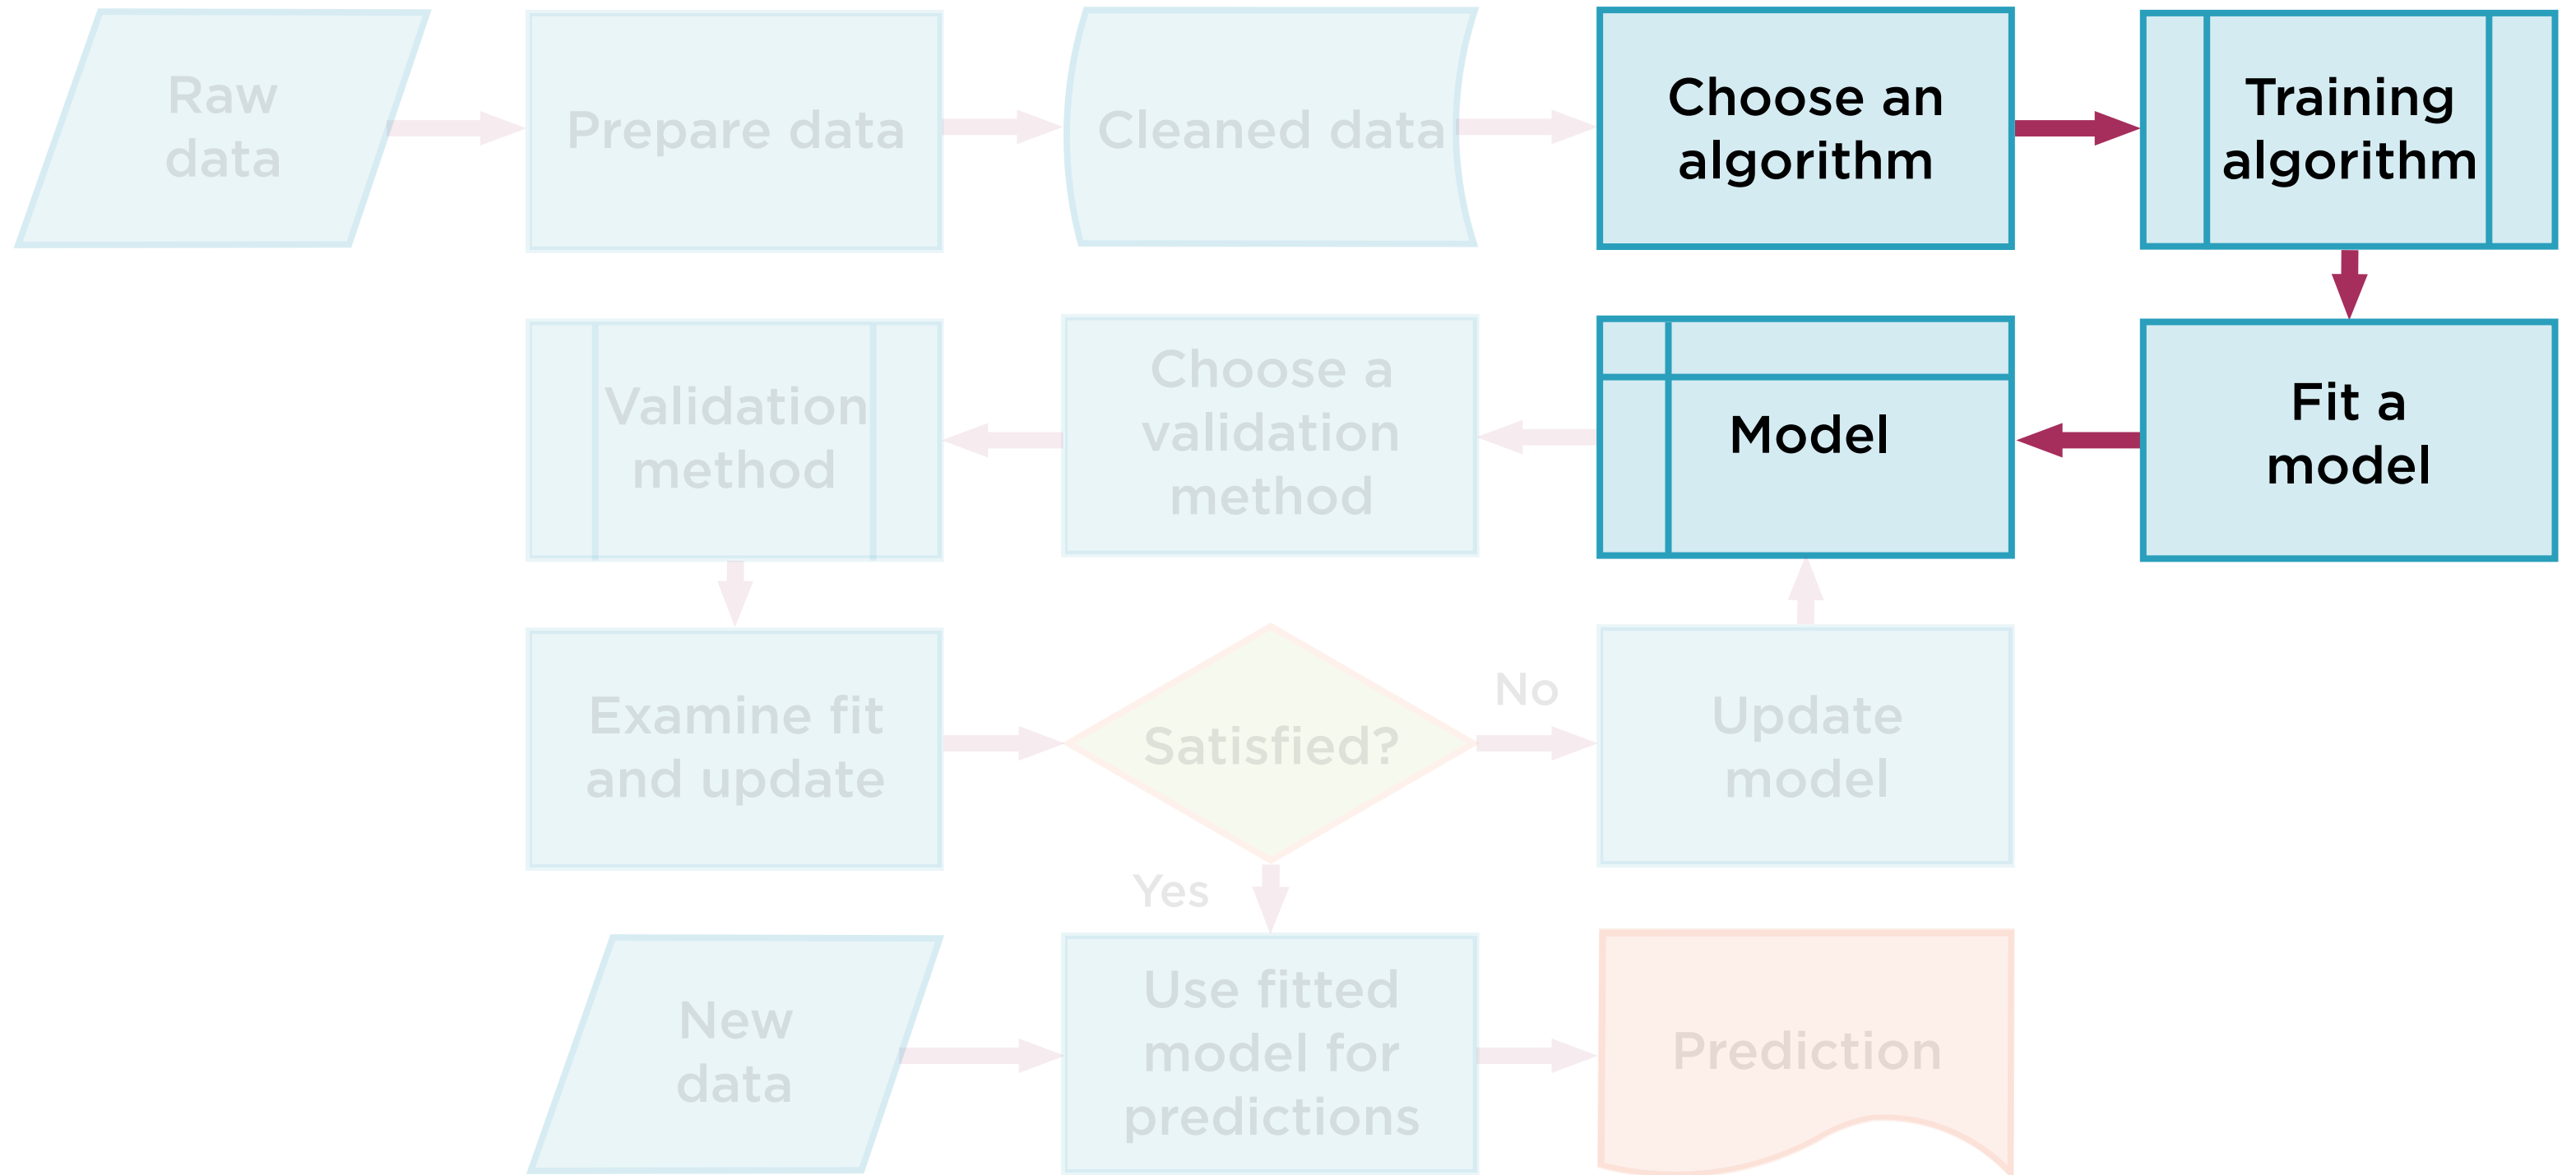 Raw
data
Prepare data
Cleaned data
Choose an
algorithm
Training
algorithm
Validation
method
Choose a
validation
method
Model
Fit a
model
Examine fit
and update
Satisfied?
No
Update
model
Yes
New
data
Use fitted
model for
predictions
Prediction